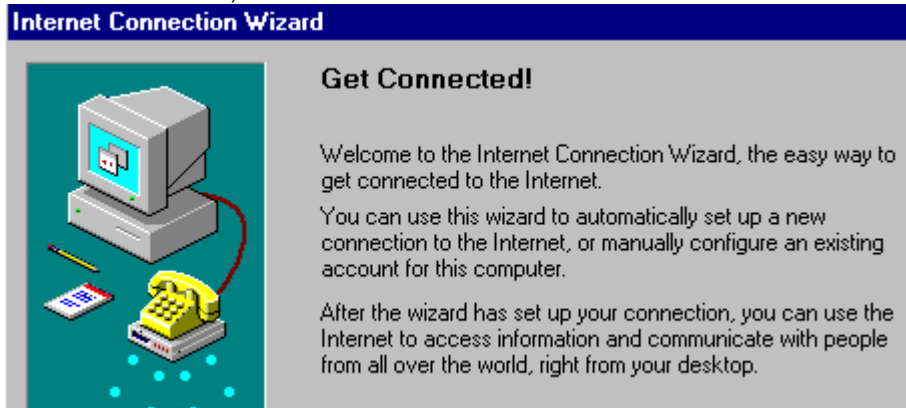 Internet Connection Wizard
Get Connected!
Welcome to the Internet Connection Wizard, the easy way to
get connected to the Internet.
You can use this wizard to automatically set up a new
connection to the Internet, or manually configure an existing
account for this computer.
After the wizard has set up your connection, you can use the
Internet to access information and communicate with people
from all over the world, right from your desktop.